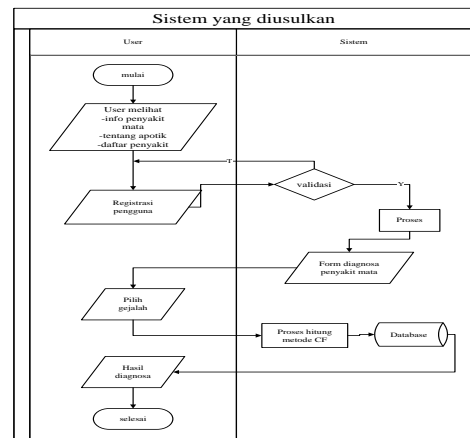 Sistem yang diusulkan
User
Sistem
mulai
User melihat
-info penyakit
mata
-tentang apotik
-daftar penyakit
T
validasi
Y
Registrasi
pengguna
Proses
Form diagnosa
penyakit mata
Pilih
gejalah
Proses hitung
metode CF
Database
Hasil
diagnosa
selesai